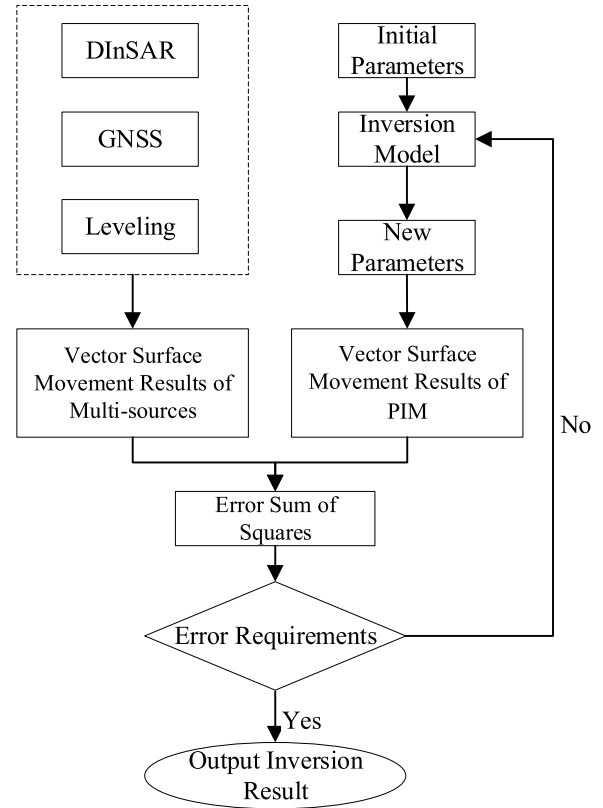 DInSAR
GNSS
Leveling
Initial
Parameters
Inversion
Model
New
Parameters
Vector Surface
Movement Results of
Multi-sources
Vector Surface
Movement Results of
PIM
No
Error Sum of
Squares
Error Requirements
Yes
Output Inversion
Result